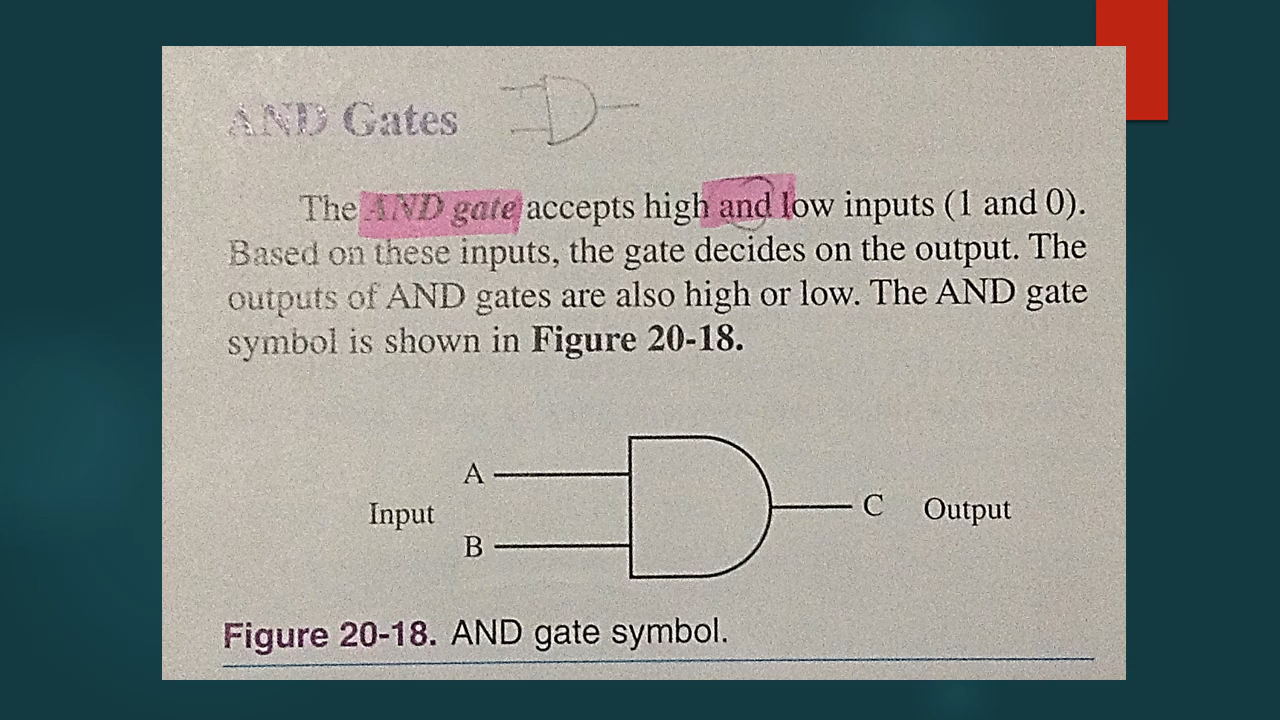 AND Gates
The AND gate accepts high and low inputs (1 and 0).
Based on these inputs, the gate decides on the output. The
outputs of AND gates are also high or low. The AND gate
symbol is shown in Figure 20-18.
A
Input
B
C Output
Figure 20-18. AND gate symbol.